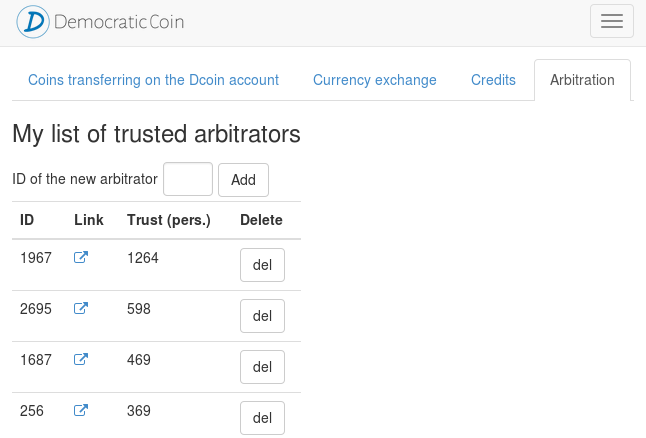 DemocraticCoin
Coins transferring on the Dcoin account Currency exchange Credits Arbitration
My list of trusted arbitrators
ID of the new arbitrator Add
ID Link Trust (pers.) Delete
1967 1264 del
2695 598 del
1687 469 del
256 369 del